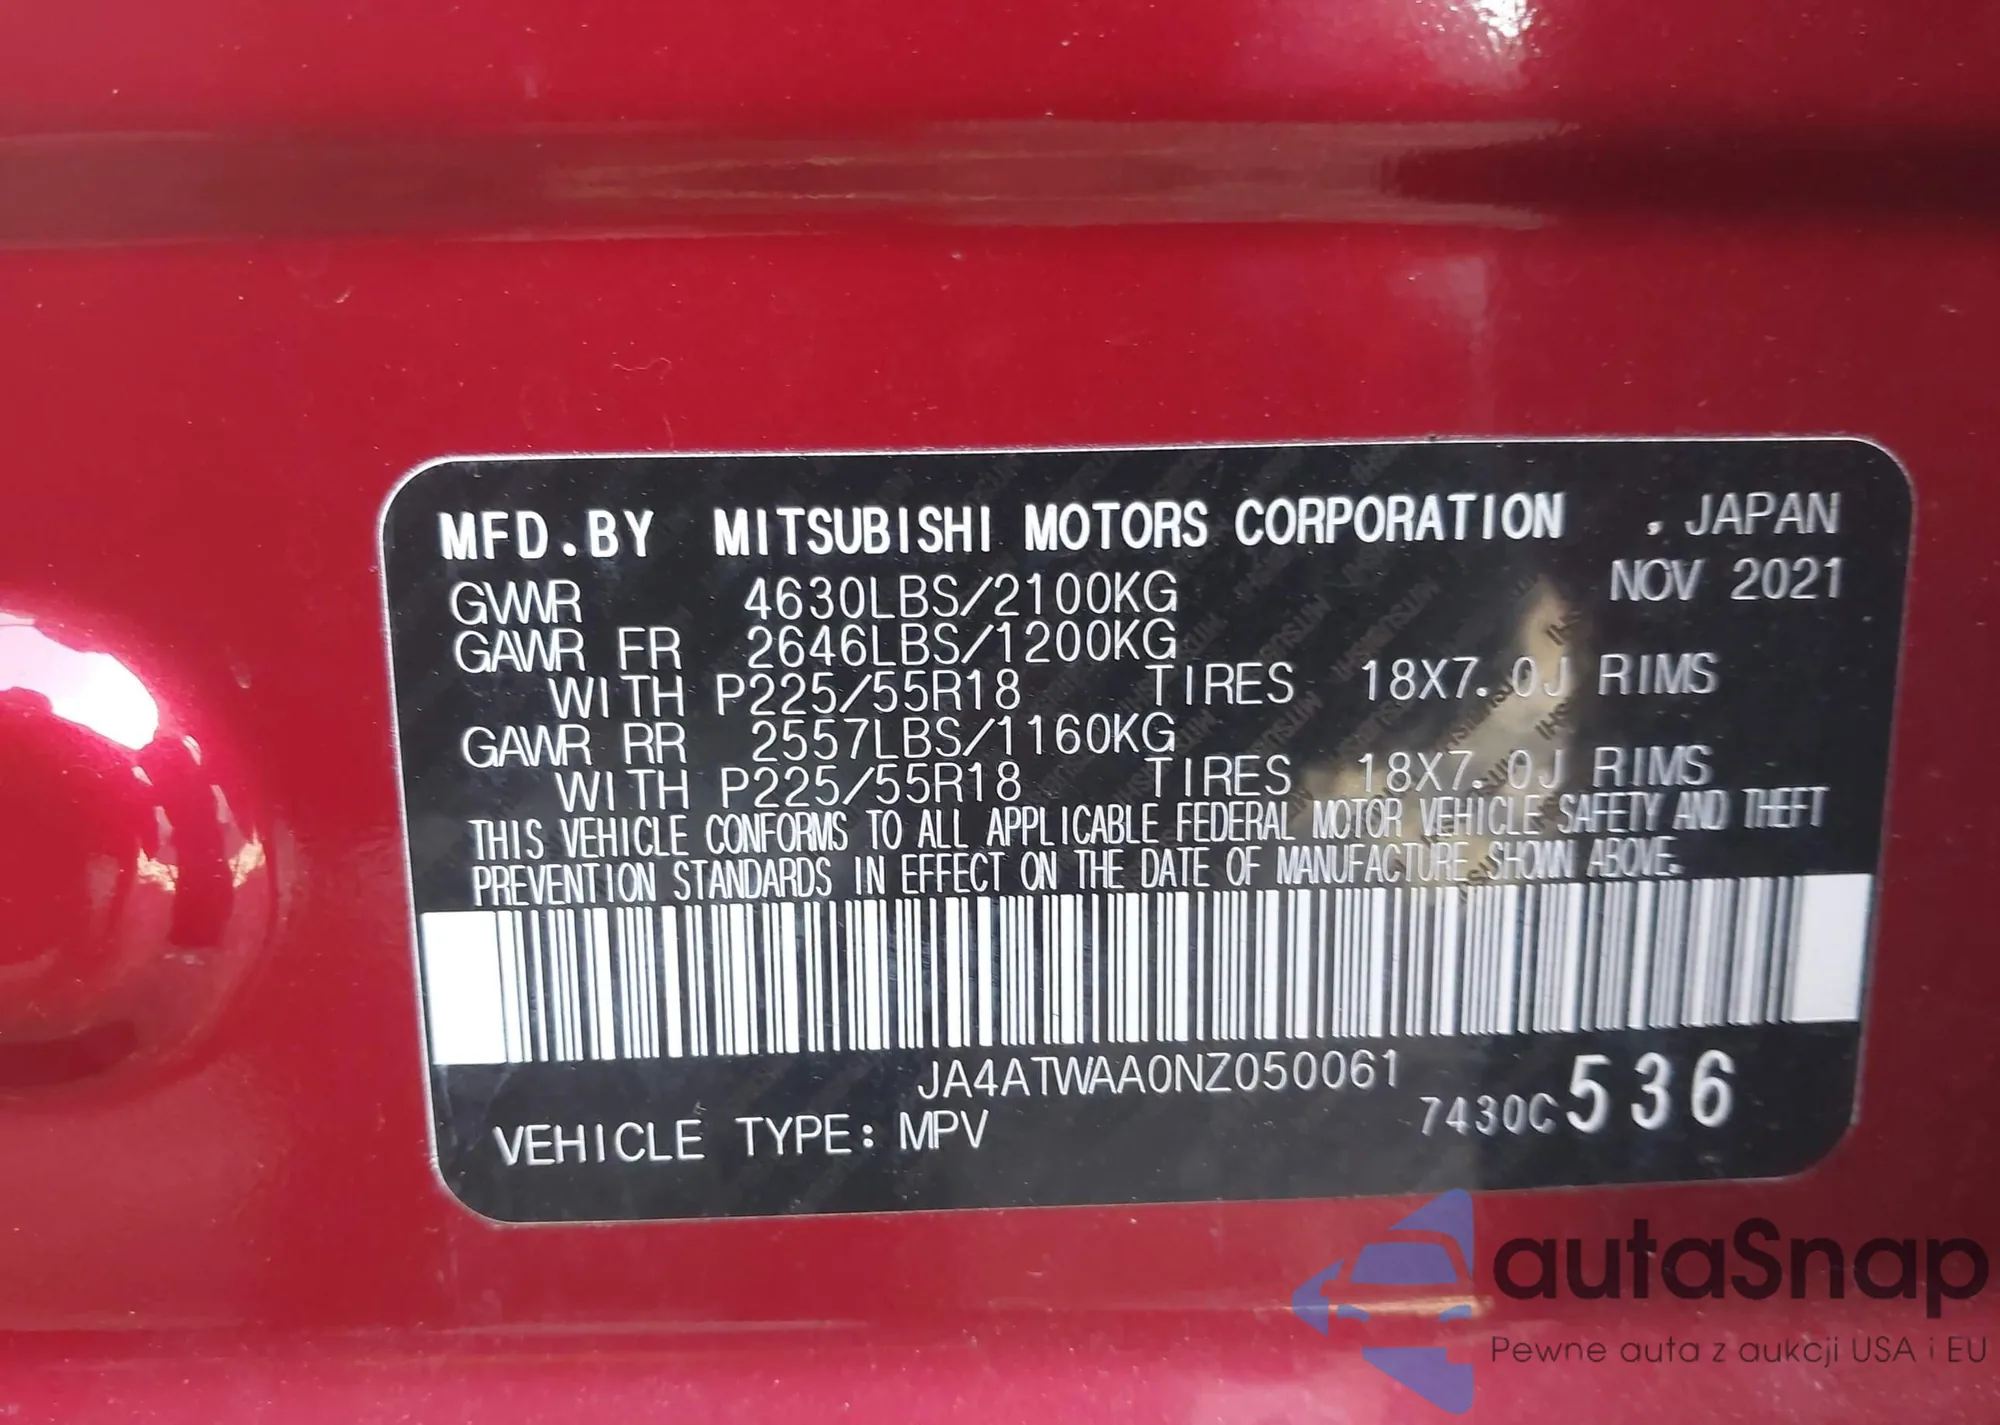 MFD.BY MITSUBISHI MOTORS CORPORATION . JAPAN
GVWR 4630LBS/2100KG NOV 2021
GAWR FR 2646LBS/1200KG
WITH P225/55R18 TIRES 18X7.0J RIMS
GAWR RR 2557LBS/1160KG
WITH P225/55R18 TIRES 18X7.0J RIMS
THIS VEHICLE CONFORMS TO ALL APPLICABLE FEDERAL MOTOR VEHICLE SAFETY AND THEFT
PREVENTION STANDARDS IN EFFECT ON THE DATE OF MANUFACTURE SHOWN ABOVE.
JA4ATWAA0NZ050061
7430C 536
VEHICLE TYPE: MPV
autaSnap
Pewne auta z aukcji USA i EU